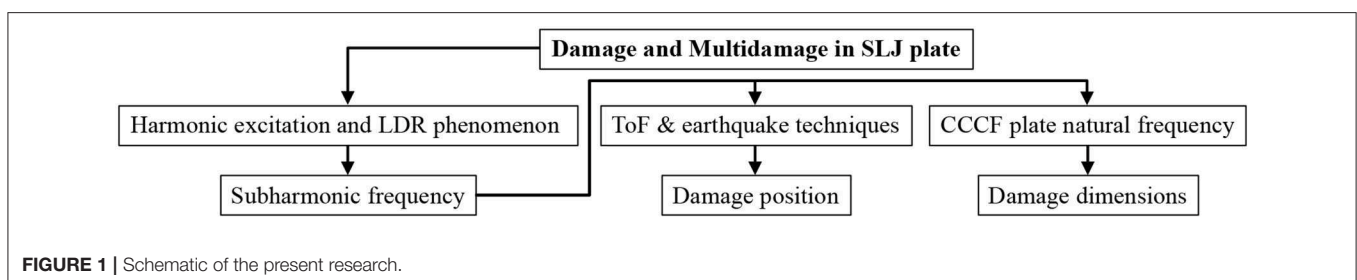 Damage and Multidamage in SLJ plate
Harmonic excitation and LDR phenomenon
ToF & earthquake techniques
CCCF plate natural frequency
Subharmonic frequency
Damage position
Damage dimensions
FIGURE 1 | Schematic of the present research.